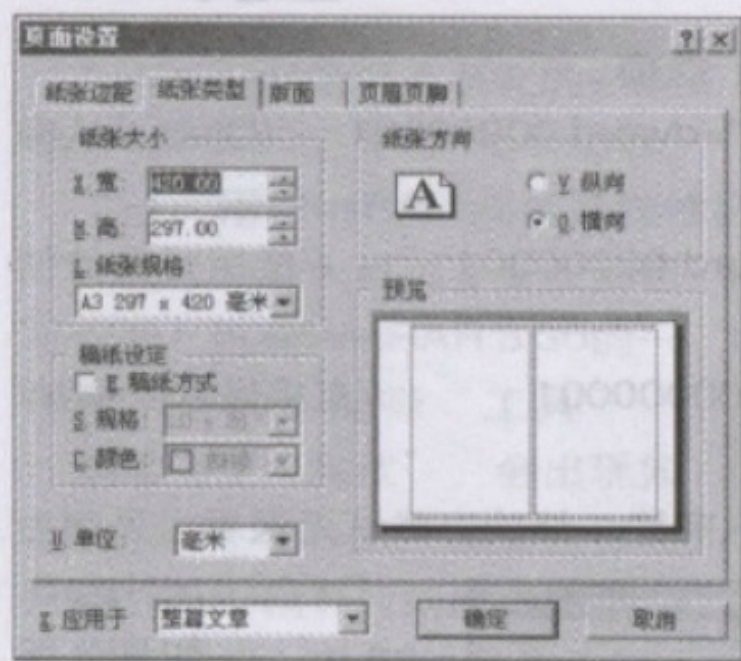 页面设置
纸张边距 纸张类型 版面 页眉页脚
纸张大小
X 宽:
H 高: 297.00
L 纸张规格:
A3 297 x 420 毫米
纸张方向
A
V 纵向
O 横向
稿纸设定
E 稿纸方式
S 规格:
C 颜色:
U 单位: 毫米
预览
应用于 整篇文章
确定 取消